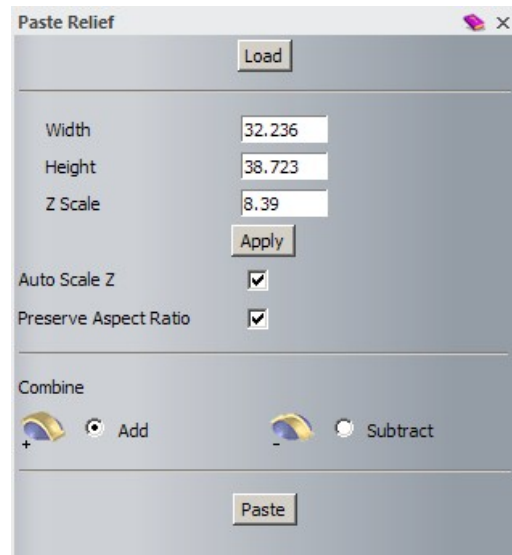 Paste Relief
Load
Width 32.236
Height 38.723
Z Scale 8.39
Apply
Auto Scale Z
Preserve Aspect Ratio
Combine
+ Add - Subtract
Paste